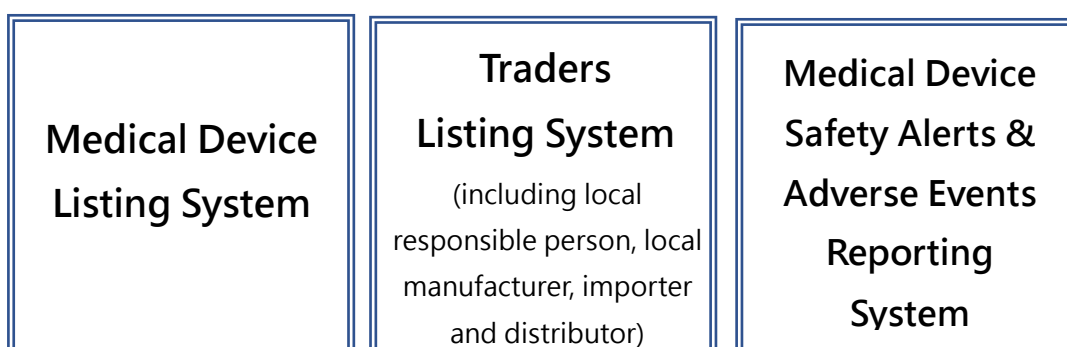 Medical Device
Listing System
Traders
Listing System
(including local
responsible person, local
manufacturer, importer
and distributor)
Medical Device
Safety Alerts &
Adverse Events
Reporting
System